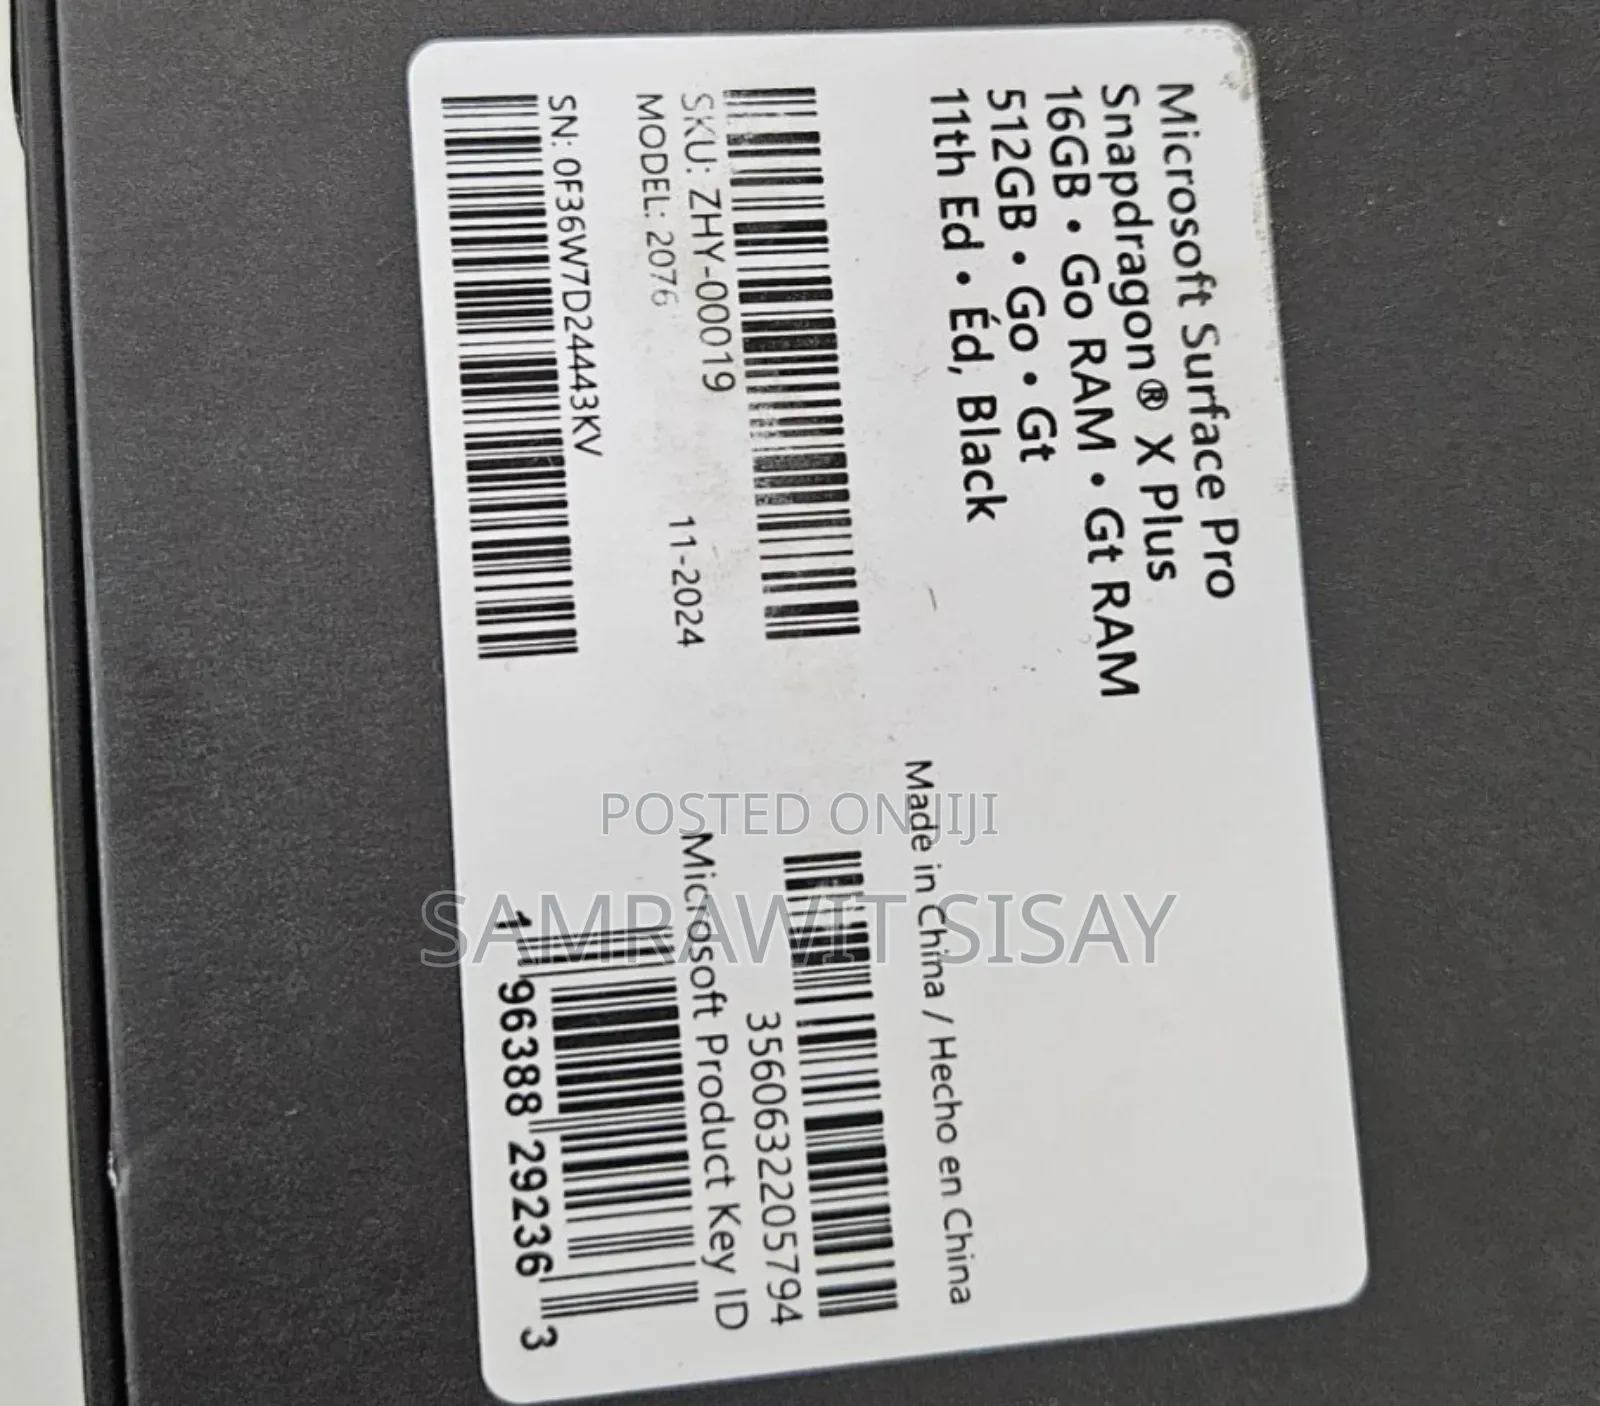 Microsoft Surface Pro
Snapdragon® X Plus
16GB • Go RAM • Gt RAM
512GB • Go • Gt
11th Ed • Éd, Black
SKU: ZHY-00019
MODEL: 2076
11-2024
SN: 0F36W7D24443KV
Made in China / Hecho en China
3560632205794
Microsoft Product Key ID
1 96388 29236 3
POSTED ON JIJI
SAMRAWIT SISAY